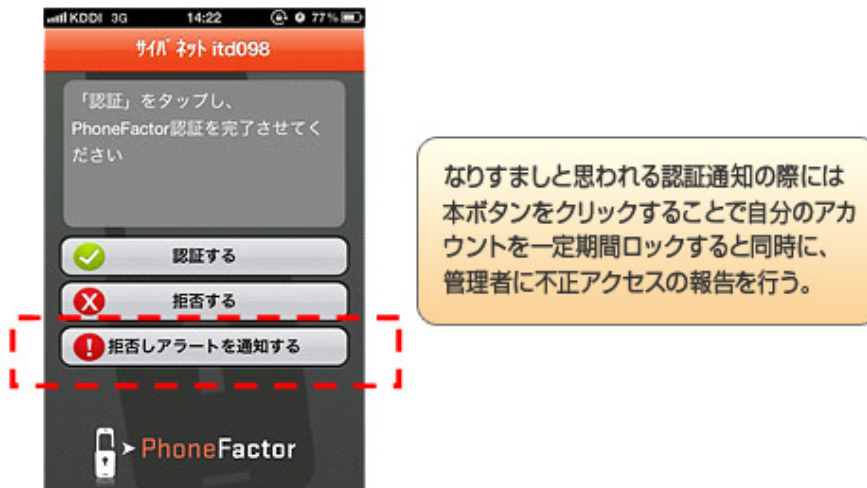 KDDI 3G 14:22 77%
ｻｲﾊﾞﾈｯﾄ itd098
「認証」をタップし、
PhoneFactor認証を完了させてく
ださい
認証する
拒否する
拒否しアラートを通知する
PhoneFactor
なりすましと思われる認証通知の際には
本ボタンをクリックすることで自分のアカ
ウントを一定期間ロックすると同時に、
管理者に不正アクセスの報告を行う。